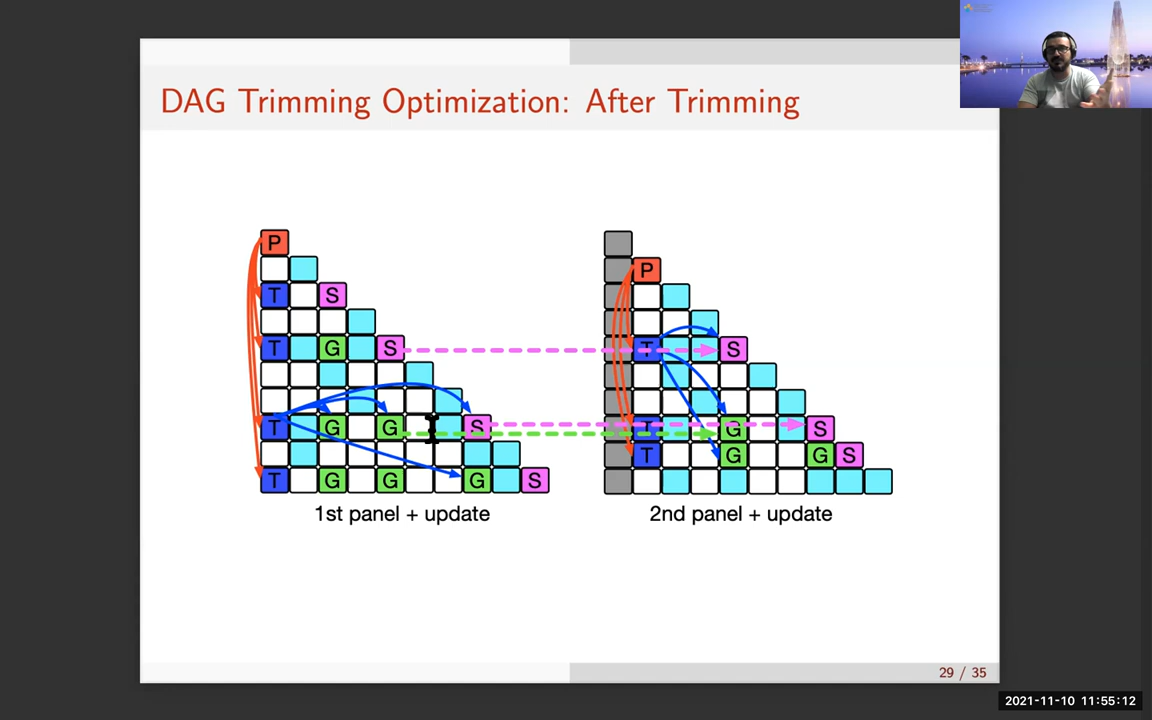 DAG Trimming Optimization: After Trimming
P
T S
T G S
T G G S
T G G G S
1st panel + update
P
T S
T G S
T G G S
2nd panel + update
29 / 35
2021-11-10 11:55:12